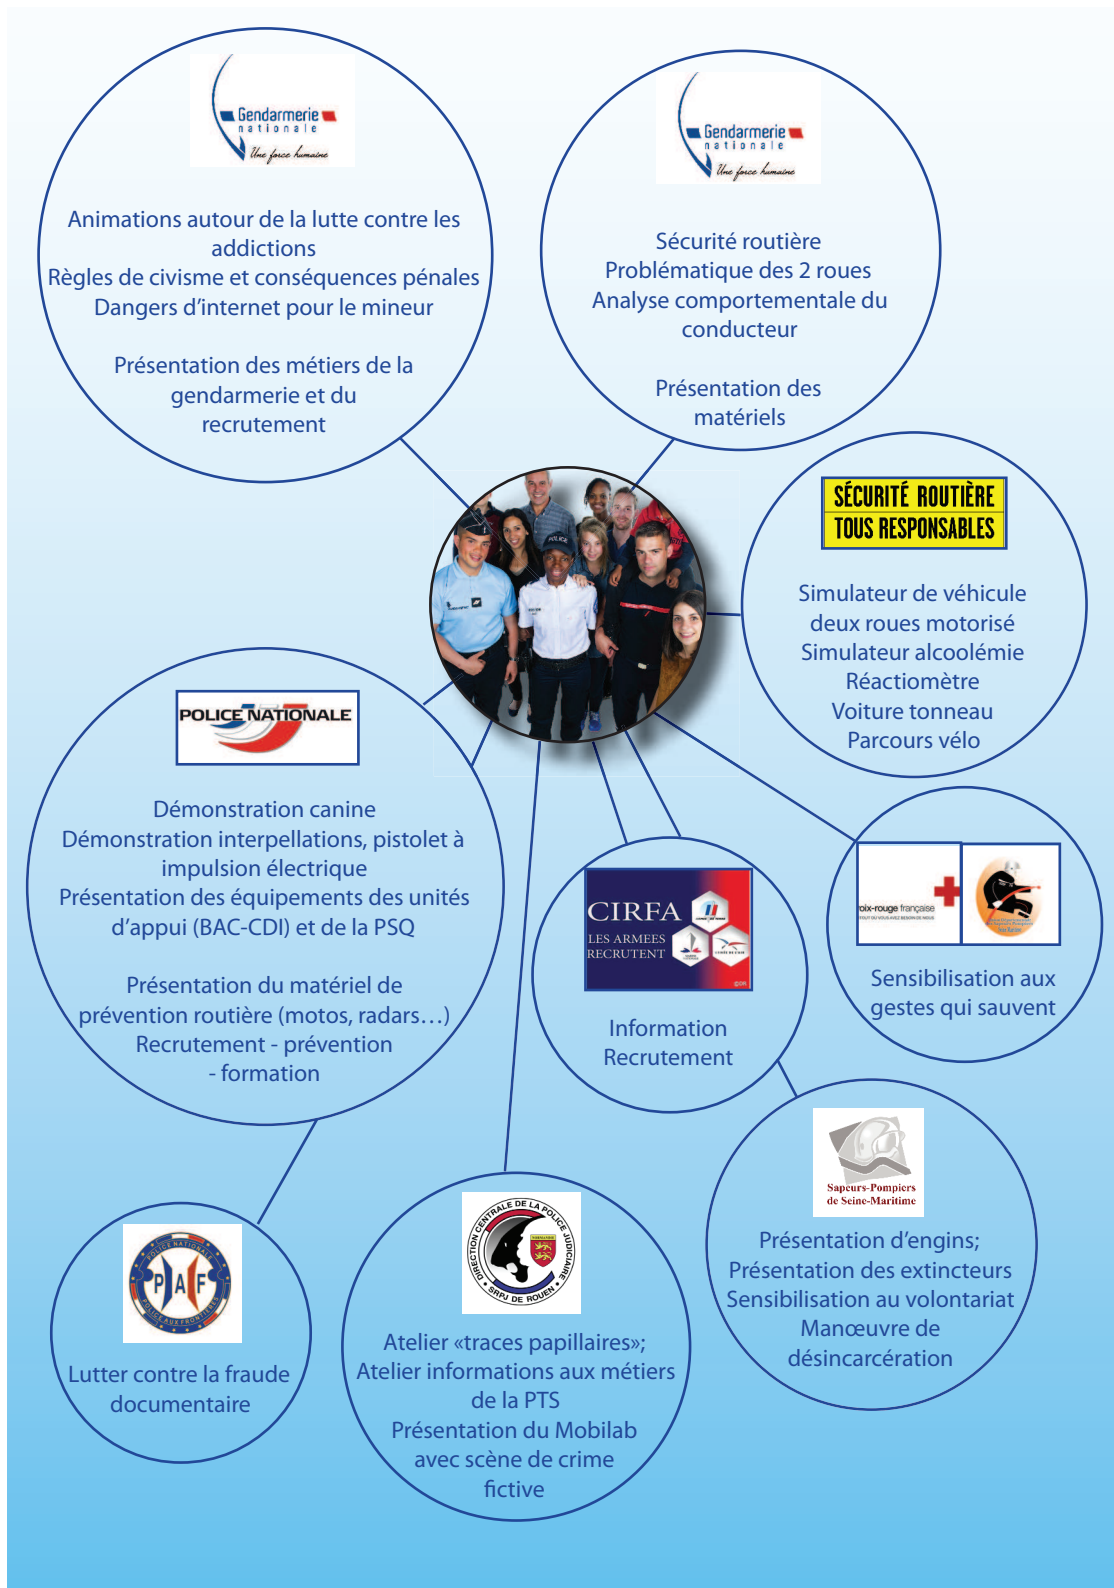 Gendarmerie
nationale
Une force humaine
Animations autour de la lutte contre les
addictions
Règles de civisme et conséquences pénales
Dangers d'internet pour le mineur
Présentation des métiers de la
gendarmerie et du
recrutement
Gendarmerie
nationale
Une force humaine
Sécurité routière
Problématique des 2 roues
Analyse comportementale du
conducteur
Présentation des
matériels
SÉCURITÉ ROUTIÈRE
TOUS RESPONSABLES
Simulateur de véhicule
deux roues motorisé
Simulateur alcoolémie
Réactiomètre
Voiture tonneau
Parcours vélo
POLICE
POLICE NATIONALE
Démonstration canine
Démonstration interpellations, pistolet à
impulsion électrique
Présentation des équipements des unités
d'appui (BAC-CDI) et de la PSQ
Présentation du matériel de
prévention routière (motos, radars…)
Recrutement - prévention
- formation
CIRFA
LES ARMEES
RECRUTENT
Information
Recrutement
oix-rouge française
Sensibilisation aux
gestes qui sauvent
Sapeurs-Pompiers
de Seine-Maritime
Présentation d'engins;
Présentation des extincteurs
Sensibilisation au volontariat
Manœuvre de
désincarcération
POLICE NATIONALE
PAF
POLICE AUX FRONTIÈRES
Lutter contre la fraude
documentaire
DIRECTION CENTRALE DE LA POLICE JUDICIAIRE
NORMANDIE
SRPJ DE ROUEN
Atelier «traces papillaires»;
Atelier informations aux métiers
de la PTS
Présentation du Mobilab
avec scène de crime
fictive